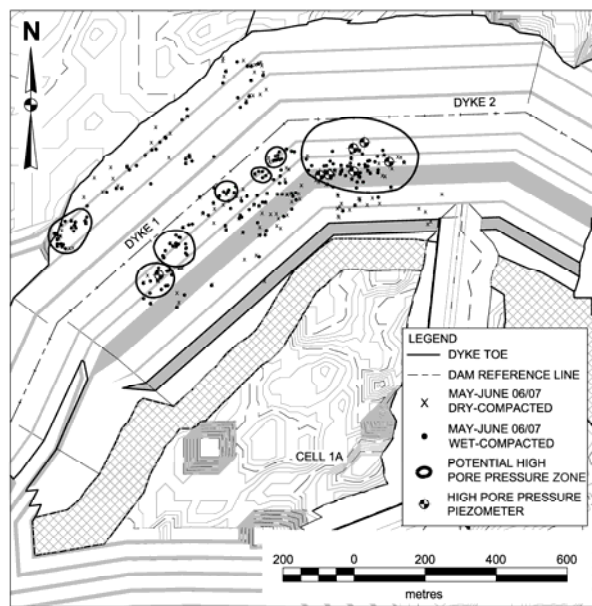 N
DYKE 2
DYKE 1
CELL 1A
LEGEND
DYKE TOE
DAM REFERENCE LINE
X MAY-JUNE 06/07
DRY-COMPACTED
MAY-JUNE 06/07
WET-COMPACTED
POTENTIAL HIGH
PORE PRESSURE ZONE
HIGH PORE PRESSURE
PIEZOMETER
200 0 200 400 600
metres